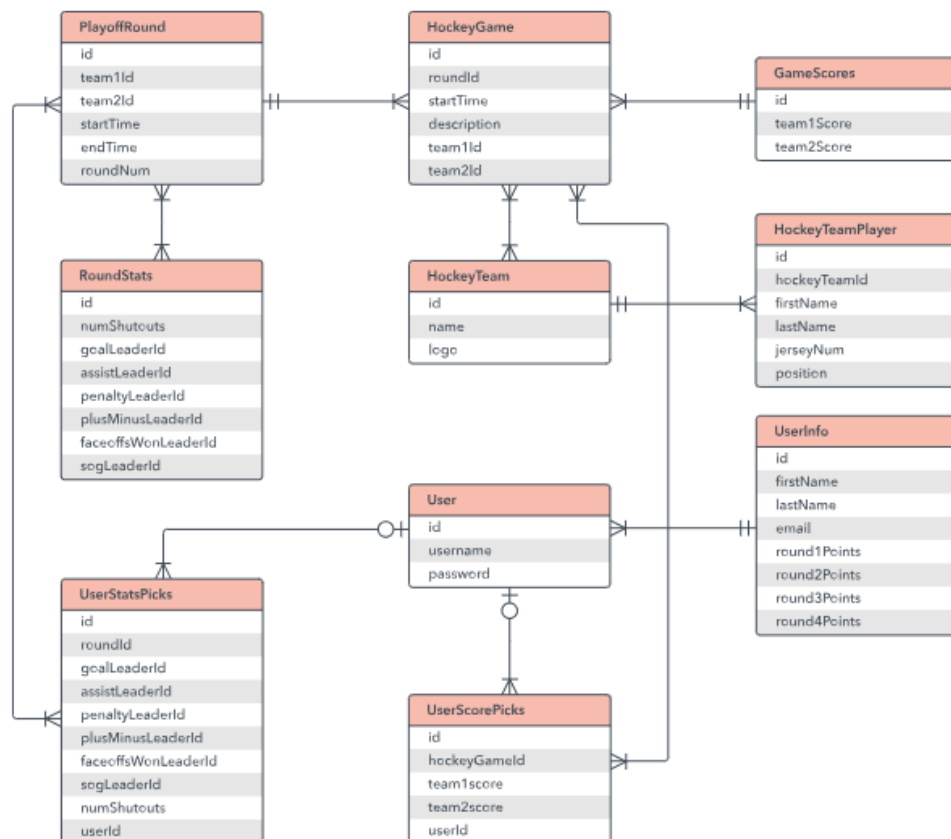 PlayoffRound
id
team1Id
team2Id
startTime
endTime
roundNum
HockeyGame
id
roundId
startTime
description
team1Id
team2Id
GameScores
id
team1Score
team2Score
RoundStats
id
numShutouts
goalLeaderId
assistLeaderId
penaltyLeaderId
plusMinusLeaderId
faceoffsWonLeaderId
sogLeaderId
HockeyTeam
id
name
logo
HockeyTeamPlayer
id
hockeyTeamId
firstName
lastName
jerseyNum
position
User
id
username
password
UserInfo
id
firstName
lastName
email
round1Points
round2Points
round3Points
round4Points
UserStatsPicks
id
roundId
goalLeaderId
assistLeaderId
penaltyLeaderId
plusMinusLeaderId
faceoffsWonLeaderId
sogLeaderId
numShutouts
userId
UserScorePicks
id
hockeyGameId
team1score
team2score
userId